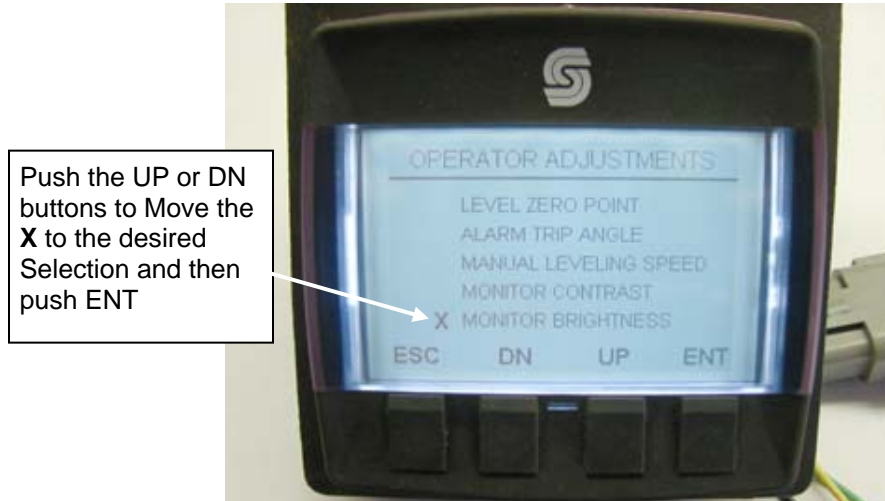 Push the UP or DN
buttons to Move the
X to the desired
Selection and then
push ENT
OPERATOR ADJUSTMENTS
LEVEL ZERO POINT
ALARM TRIP ANGLE
MANUAL LEVELING SPEED
MONITOR CONTRAST
X MONITOR BRIGHTNESS
ESC DN UP ENT